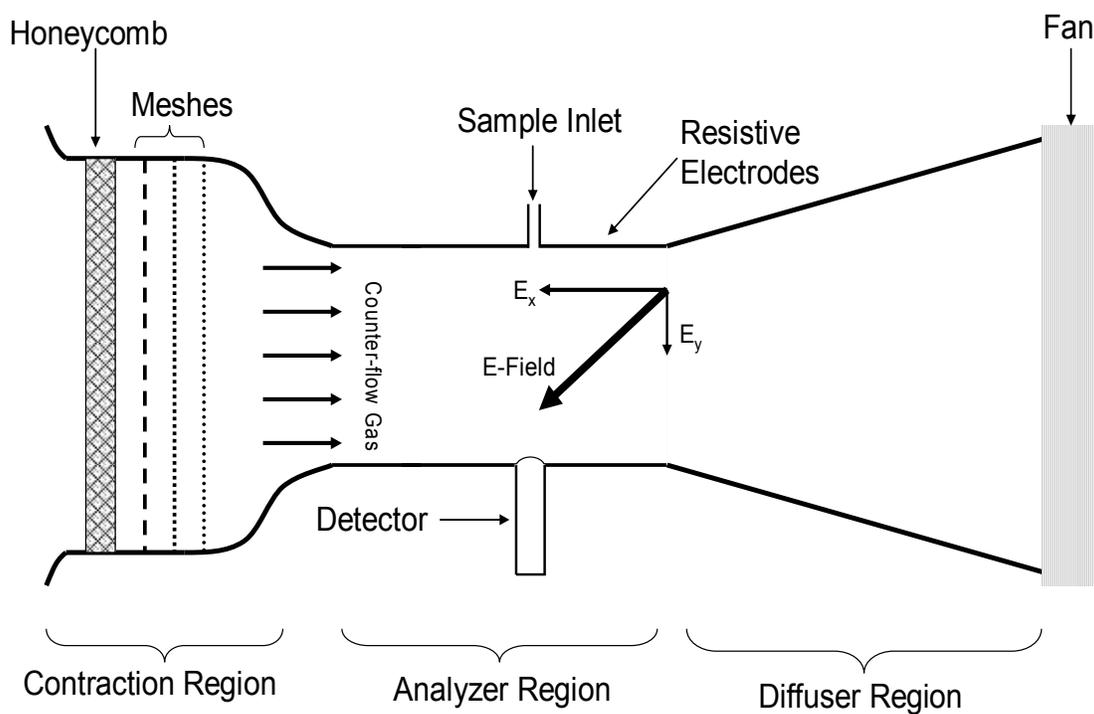 Honeycomb
Fan
Meshes
Sample Inlet
Resistive
Electrodes
Counter-flow Gas
Ex
Ey
E-Field
Detector
Contraction Region
Analyzer Region
Diffuser Region